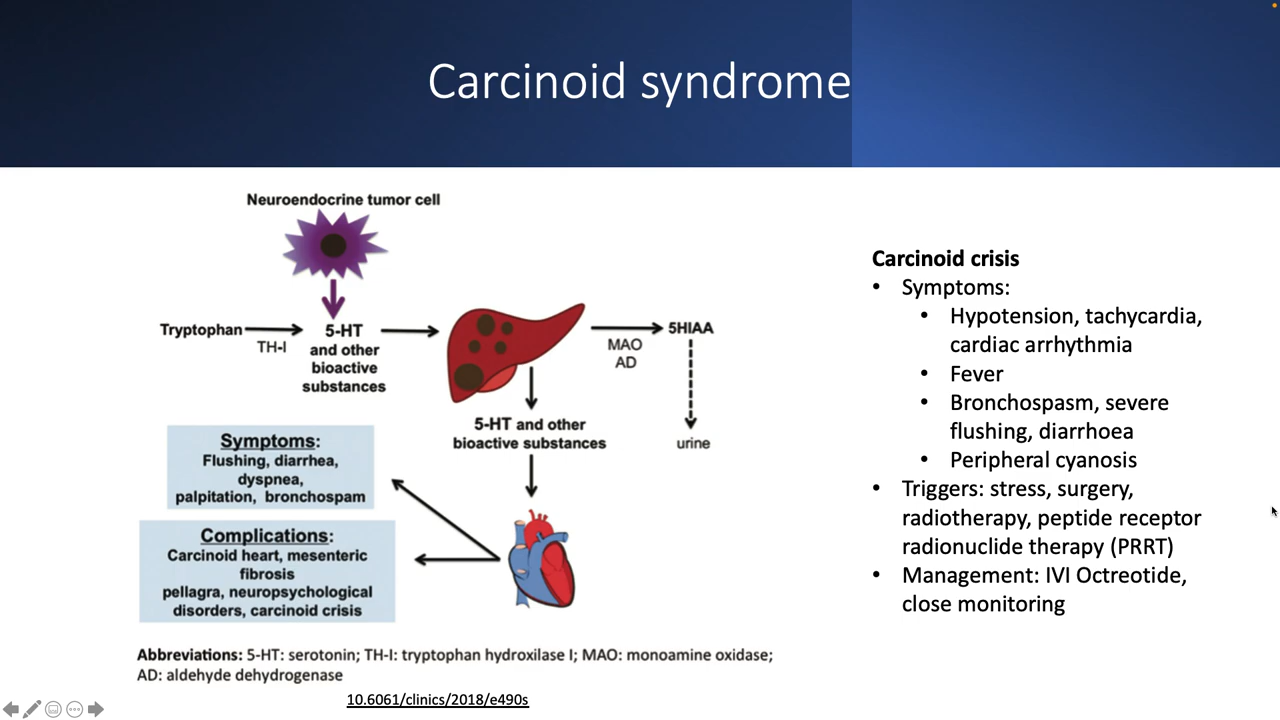 Carcinoid syndrome
Neuroendocrine tumor cell
Tryptophan
TH-I
5-HT
and other
bioactive
substances
MAO
AD
5HIAA
5-HT and other
bioactive substances
urine
Symptoms:
Flushing, diarrhea,
dyspnea,
palpitation, bronchospam
Complications:
Carcinoid heart, mesenteric
fibrosis
pellagra, neuropsychological
disorders, carcinoid crisis
Abbreviations: 5-HT: serotonin; TH-I: tryptophan hydroxilase I; MAO: monoamine oxidase;
AD: aldehyde dehydrogenase
10.6061/clinics/2018/e490s
Carcinoid crisis
• Symptoms:
• Hypotension, tachycardia,
cardiac arrhythmia
• Fever
• Bronchospasm, severe
flushing, diarrhoea
• Peripheral cyanosis
• Triggers: stress, surgery,
radiotherapy, peptide receptor
radionuclide therapy (PRRT)
• Management: IVI Octreotide,
close monitoring